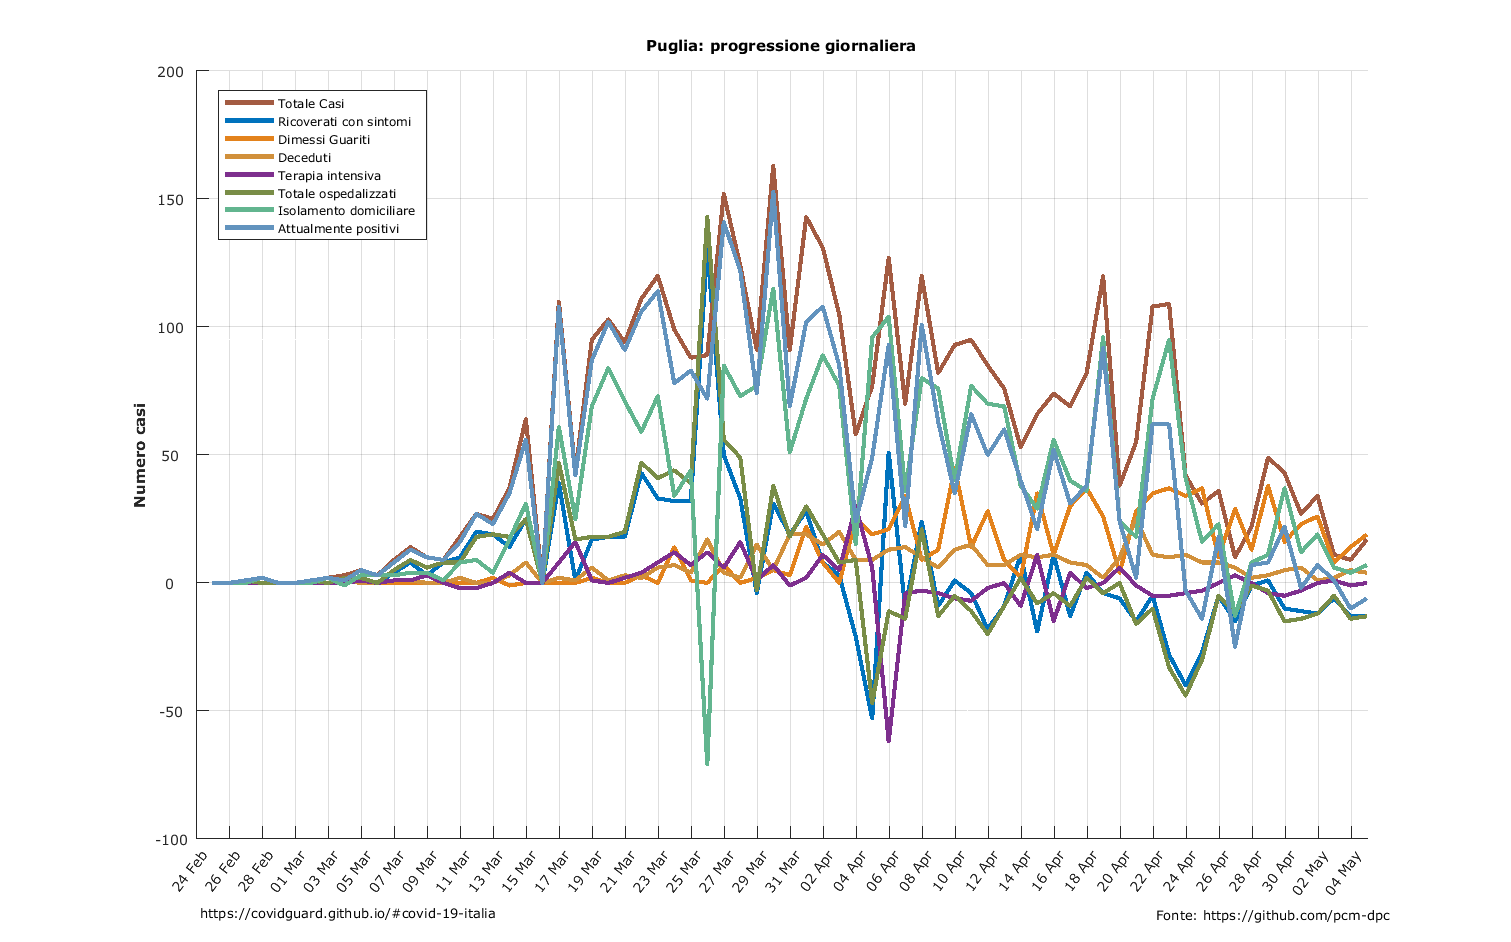 Puglia: progressione giornaliera
200
150
100
50
0
-50
-100
Numero casi
Totale Casi
Ricoverati con sintomi
Dimessi Guariti
Deceduti
Terapia intensiva
Totale ospedalizzati
Isolamento domiciliare
Attualmente positivi
24 Feb
26 Feb
28 Feb
01 Mar
03 Mar
05 Mar
07 Mar
09 Mar
11 Mar
13 Mar
15 Mar
17 Mar
19 Mar
21 Mar
23 Mar
25 Mar
27 Mar
29 Mar
31 Mar
02 Apr
04 Apr
06 Apr
08 Apr
10 Apr
12 Apr
14 Apr
16 Apr
18 Apr
20 Apr
22 Apr
24 Apr
26 Apr
28 Apr
30 Apr
02 May
04 May
https://covidguard.github.io/#covid-19-italia
Fonte: https://github.com/pcm-dpc